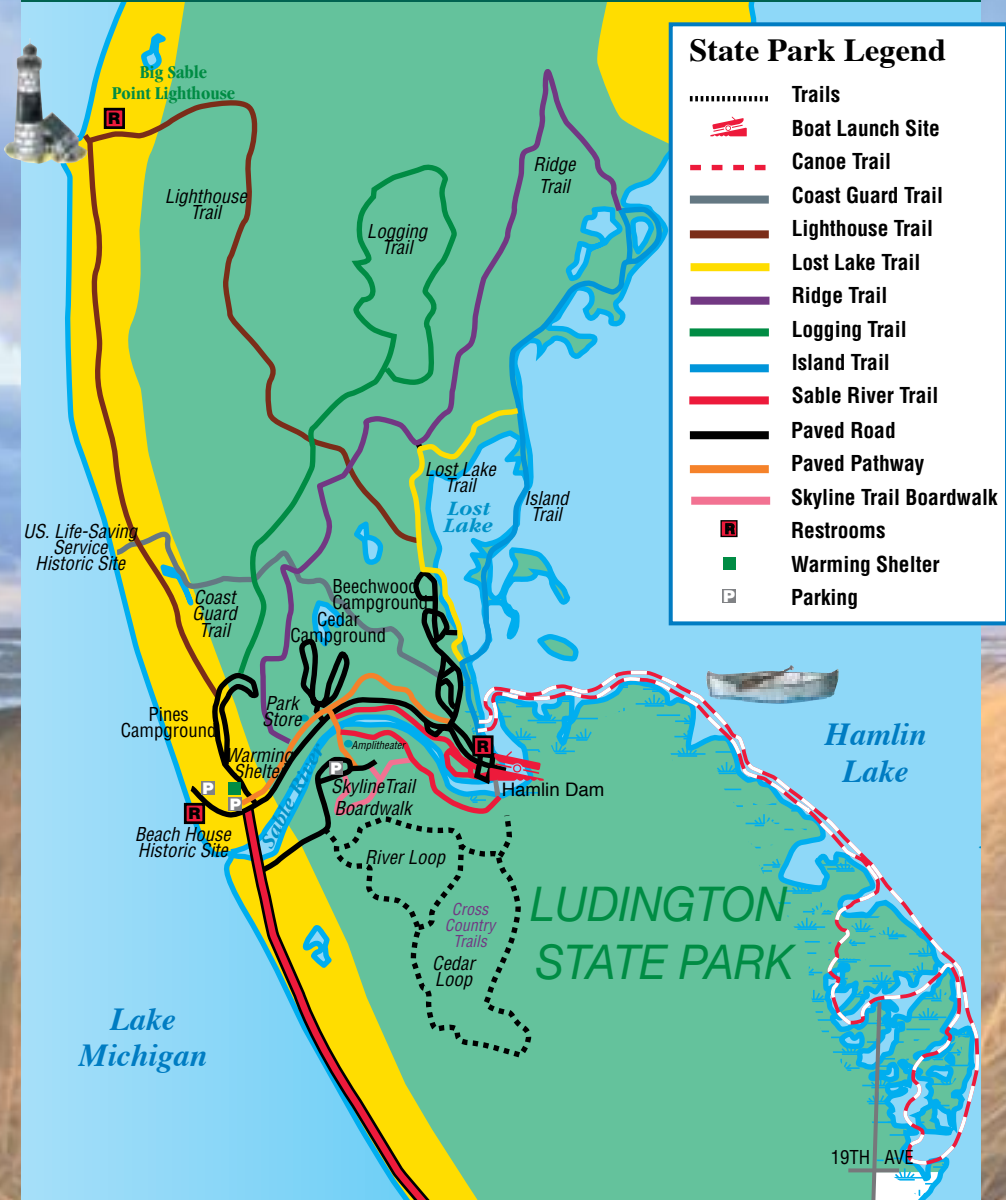 Big Sable
Point Lighthouse
R
Lighthouse
Trail
Logging
Trail
Ridge
Trail
State Park Legend
Trails
Boat Launch Site
Canoe Trail
Coast Guard Trail
Lighthouse Trail
Lost Lake Trail
Ridge Trail
Logging Trail
Island Trail
Sable River Trail
Paved Road
Paved Pathway
Skyline Trail Boardwalk
R Restrooms
Warming Shelter
P Parking
Lost Lake
Trail
Lost
Lake
Island
Trail
US. Life-Saving
Service
Historic Site
Coast
Guard
Trail
Beechwood
Campground
Cedar
Campground
Pines
Campground
Park
Store
Warming
Shelter
Sable River
Amplitheater
P
P
P
R
R
Skyline Trail
Boardwalk
Hamlin Dam
Beach House
Historic Site
River Loop
Cross
Country
Trails
Cedar
Loop
LUDINGTON
STATE PARK
Hamlin
Lake
Lake
Michigan
19TH AVE